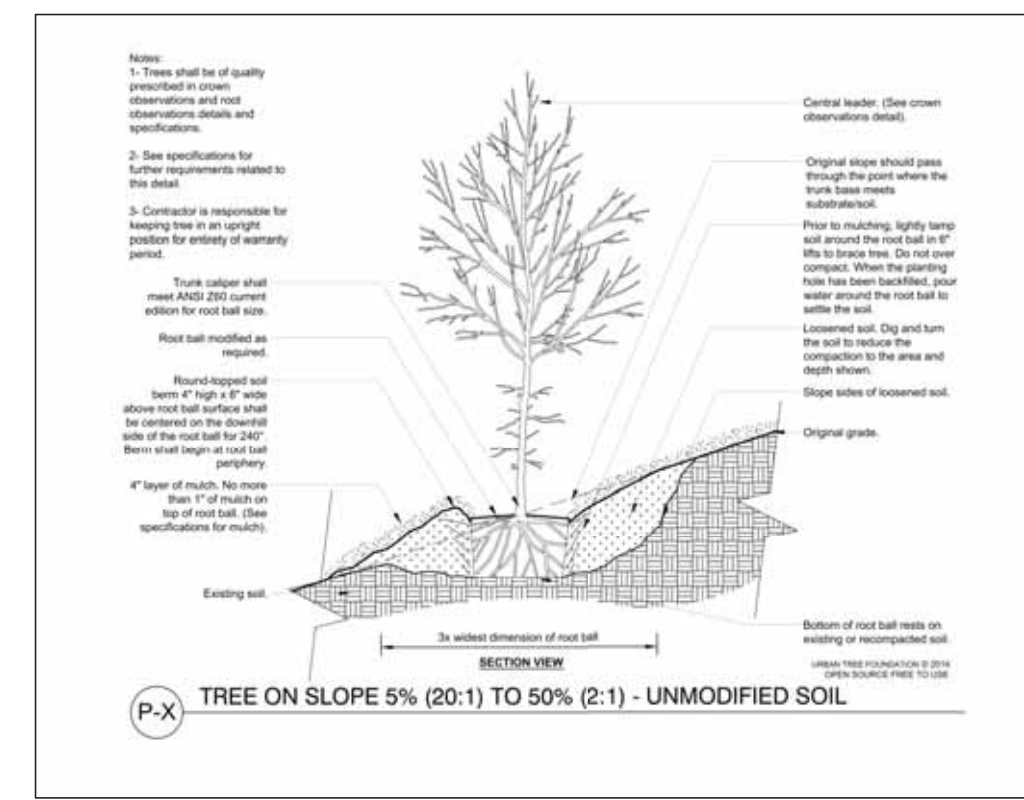 Notes:
1- Trees shall be of quality
prescribed in crown
observations and root
observations details and
specifications.
2- See specifications for
further requirements related to
this detail.
3- Contractor is responsible for
keeping tree in an upright
position for entirety of warranty
period.
Trunk caliper shall
meet ANSI Z60 current
edition for root ball size.
Root ball modified as
required.
Round-topped soil
berm 4" high x 8" wide
above root ball surface shall
be centered on the downhill
side of the root ball for 240°.
Berm shall begin at root ball
periphery.
4" layer of mulch. No more
than 1" of mulch on
top of root ball. (See
specifications for mulch).
Existing soil.
Central leader. (See crown
observations detail).
Original slope should pass
through the point where the
trunk base meets
substrate/soil.
Prior to mulching, lightly tamp
soil around the root ball in 6"
lifts to brace tree. Do not over
compact. When the planting
hole has been backfilled, pour
water around the root ball to
settle the soil.
Loosened soil. Dig and turn
the soil to reduce the
compaction to the area and
depth shown.
Slope sides of loosened soil.
Original grade.
Bottom of root ball rests on
existing or recompacted soil.
3x widest dimension of root ball
SECTION VIEW
URBAN TREE FOUNDATION © 2014
OPEN SOURCE FREE TO USE
P-X
TREE ON SLOPE 5% (20:1) TO 50% (2:1) - UNMODIFIED SOIL